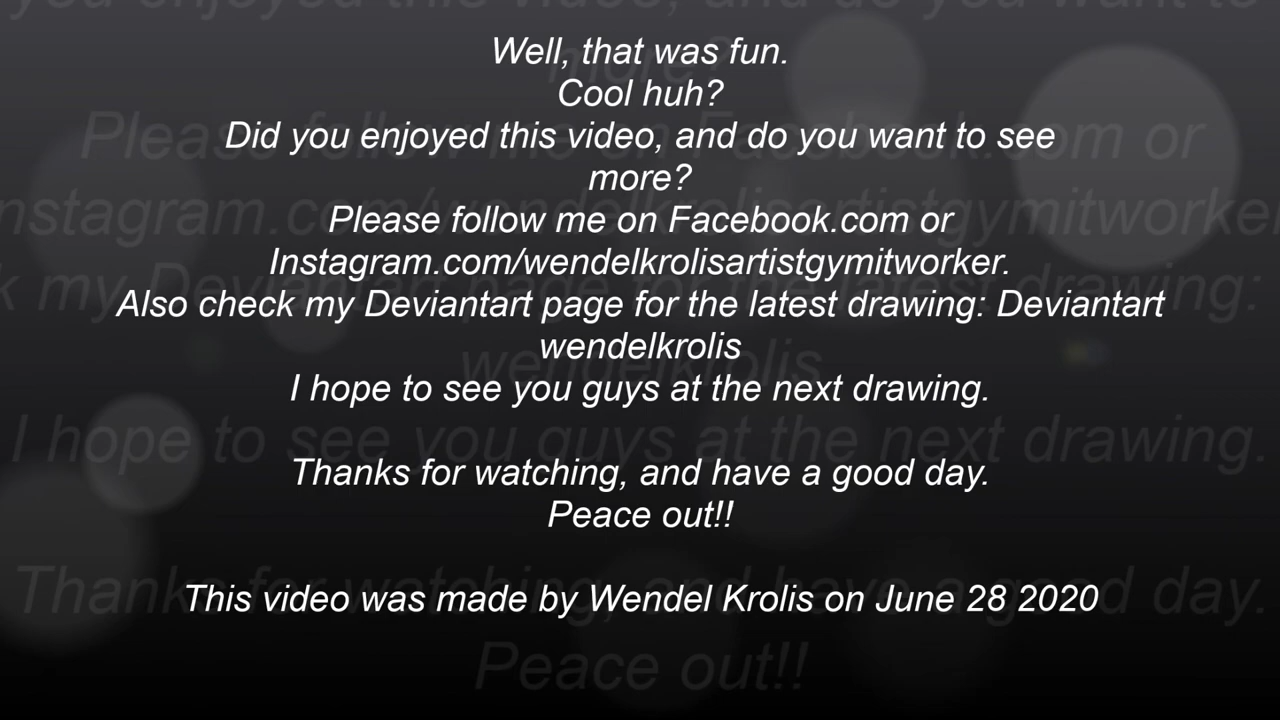 Well, that was fun.
Cool huh?
Did you enjoyed this video, and do you want to see
more?
Please follow me on Facebook.com or
Instagram.com/wendelkrolisartistgymitworker.
Also check my Deviantart page for the latest drawing: Deviantart
wendelkrolis
I hope to see you guys at the next drawing.
Thanks for watching, and have a good day.
Peace out!!
This video was made by Wendel Krolis on June 28 2020